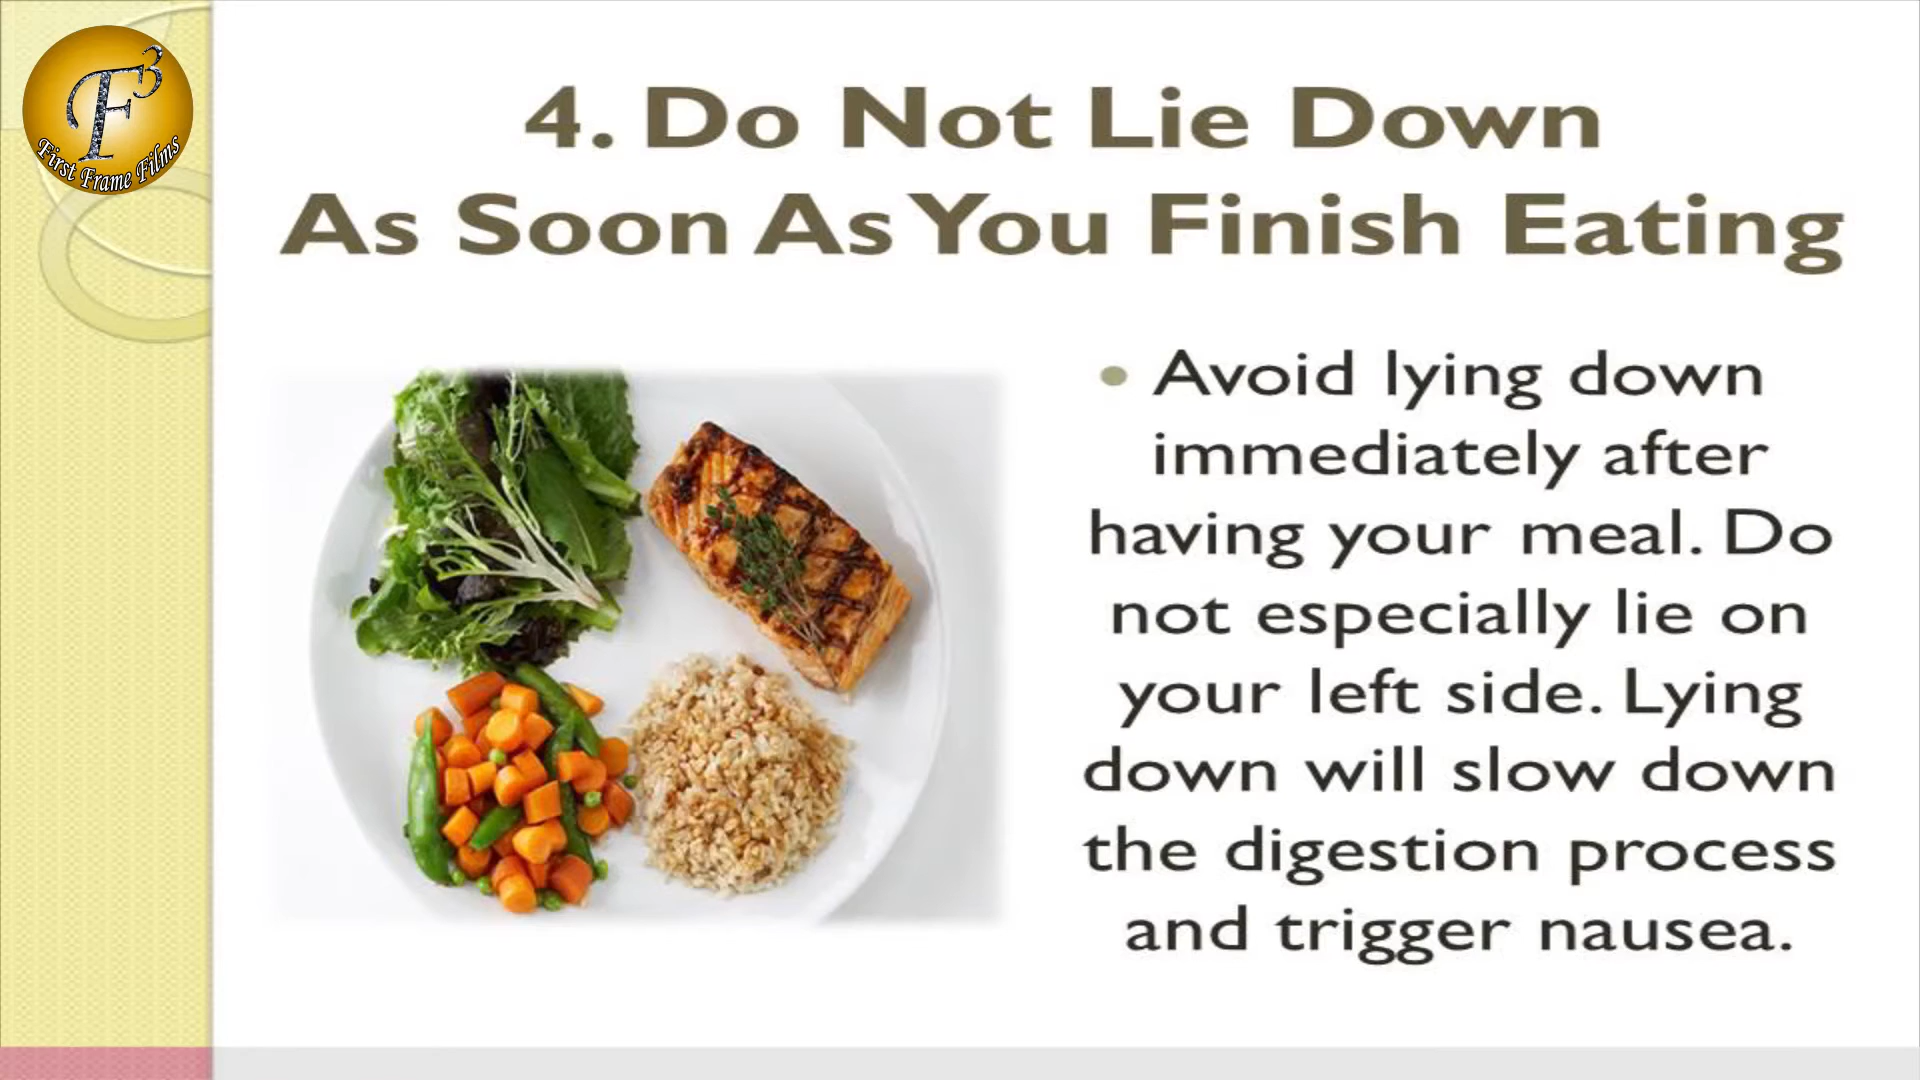 F3
First Frame Films
4. Do Not Lie Down
As Soon As You Finish Eating
• Avoid lying down
immediately after
having your meal. Do
not especially lie on
your left side. Lying
down will slow down
the digestion process
and trigger nausea.